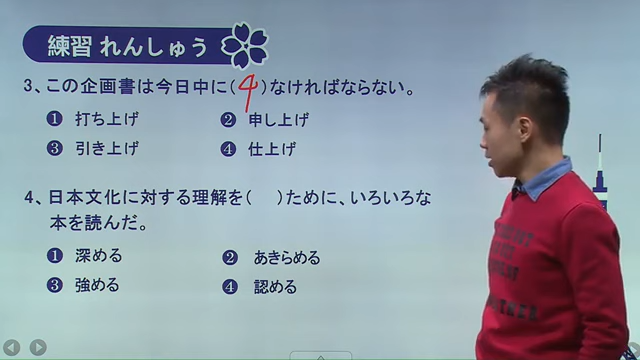 練習 れんしゅう
3、この企画書は今日中に(4)なければならない。
❶ 打ち上げ
❷ 申し上げ
❸ 引き上げ
❹ 仕上げ
4、日本文化に対する理解を( )ために、いろいろな
本を読んだ。
❶ 深める
❷ あきらめる
❸ 強める
❹ 認める